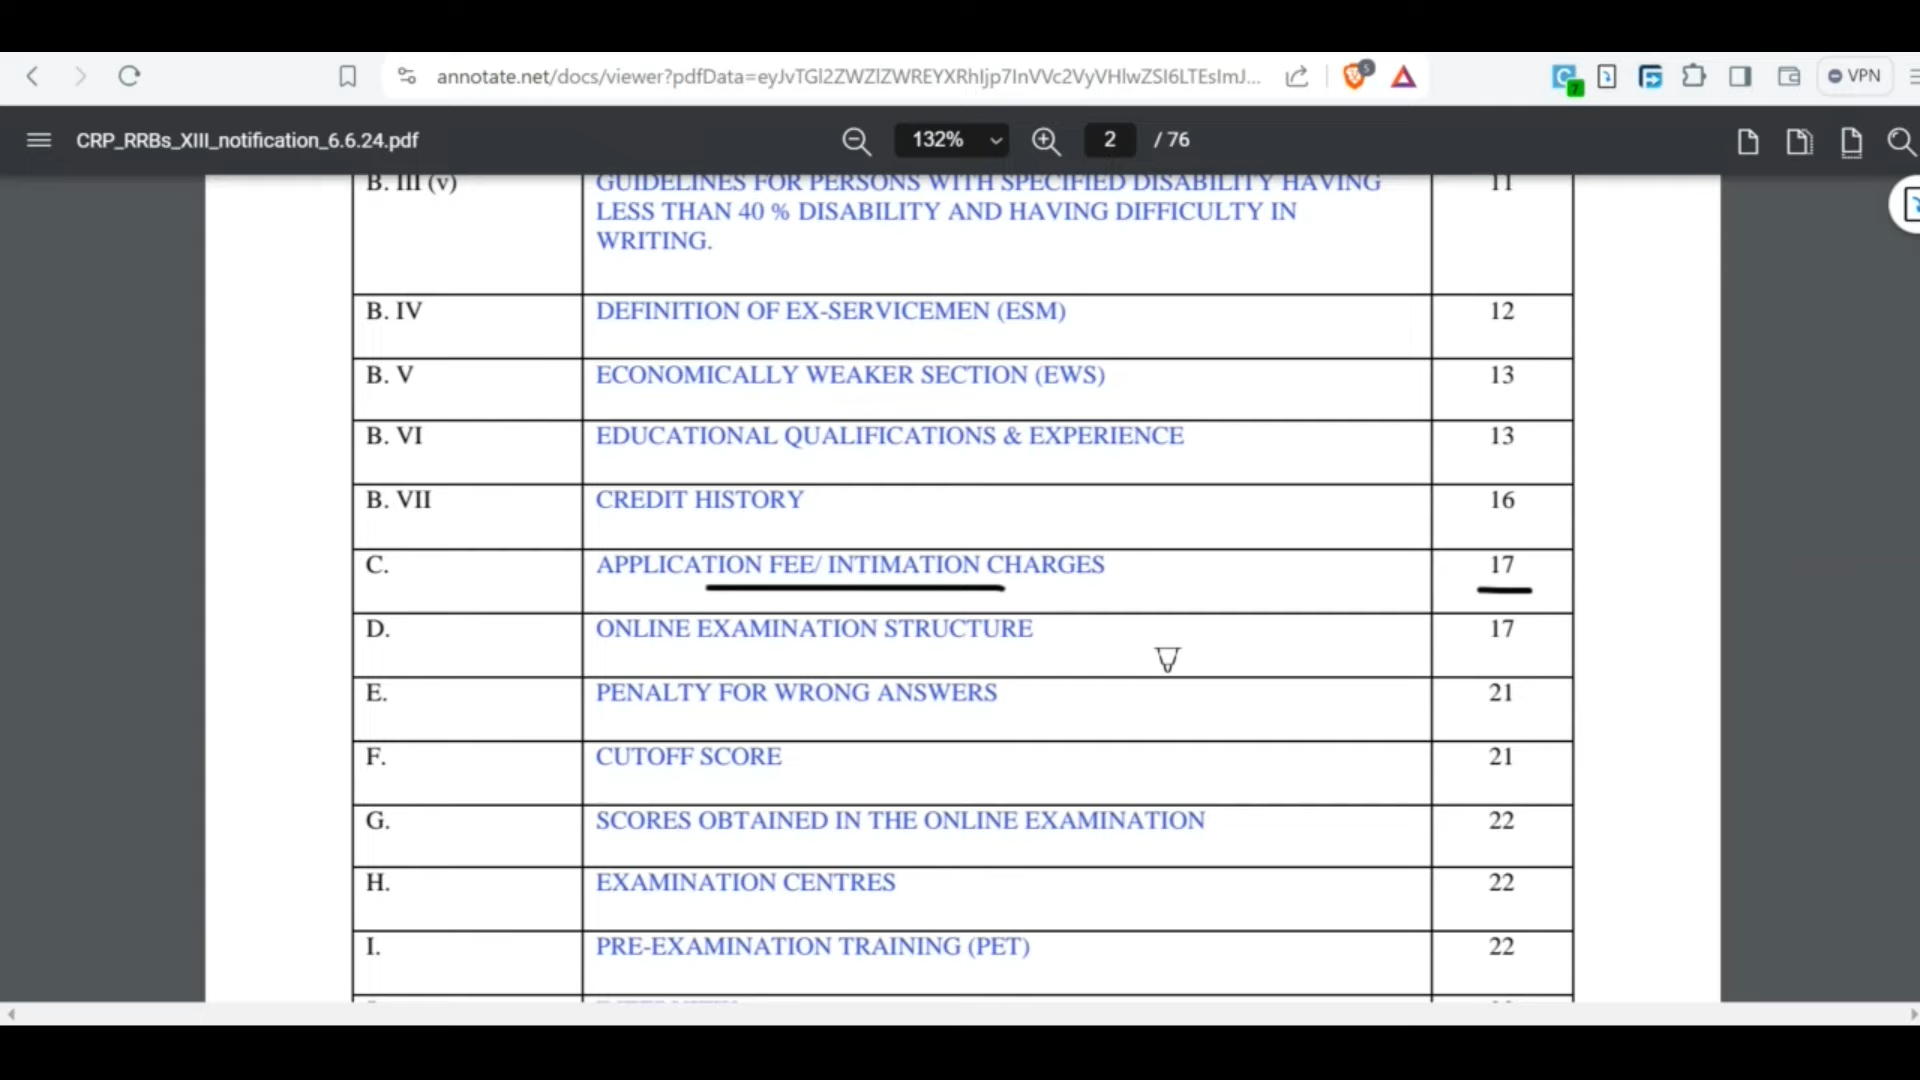 annotate.net/docs/viewer?pdfData=eyJvTGl2ZWZlZWREYXRhIjp7InVVc2VyVHlwZSI6LTEsImJ...
5
7
VPN
CRP_RRBs_XIII_notification_6.6.24.pdf
132%
2
/ 76
B. III (v)
GUIDELINES FOR PERSONS WITH SPECIFIED DISABILITY HAVING
11
LESS THAN 40 % DISABILITY AND HAVING DIFFICULTY IN
WRITING.
B. IV
DEFINITION OF EX-SERVICEMEN (ESM)
12
B. V
ECONOMICALLY WEAKER SECTION (EWS)
13
B. VI
EDUCATIONAL QUALIFICATIONS & EXPERIENCE
13
B. VII
CREDIT HISTORY
16
C.
APPLICATION FEE/ INTIMATION CHARGES
17
D.
ONLINE EXAMINATION STRUCTURE
17
E.
PENALTY FOR WRONG ANSWERS
21
F.
CUTOFF SCORE
21
G.
SCORES OBTAINED IN THE ONLINE EXAMINATION
22
H.
EXAMINATION CENTRES
22
I.
PRE-EXAMINATION TRAINING (PET)
22